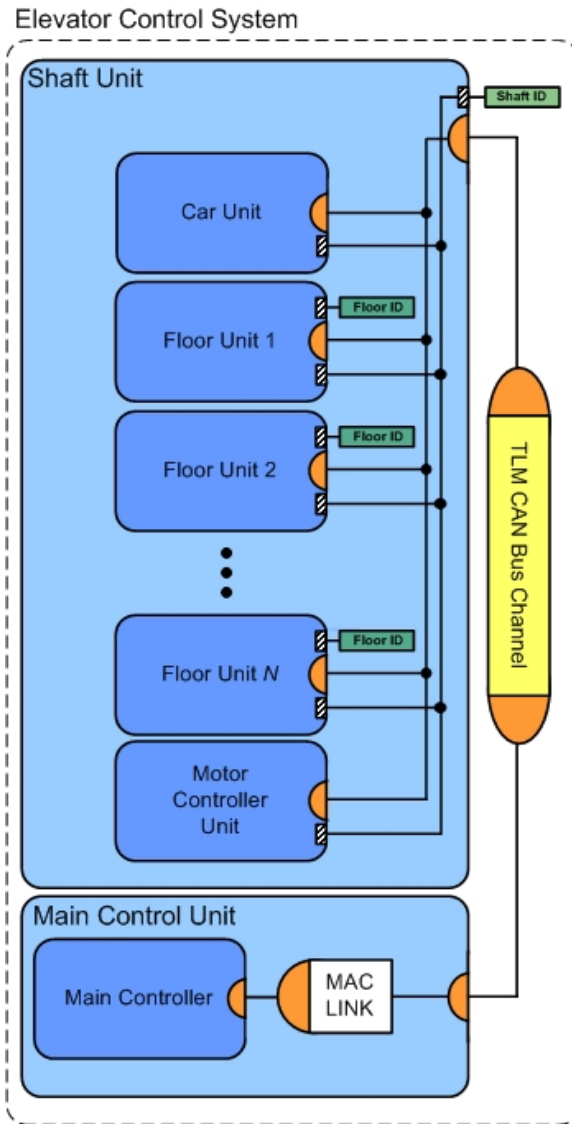 Elevator Control System
Shaft Unit
Shaft ID
Car Unit
Floor ID
Floor Unit 1
Floor ID
Floor Unit 2
TLM CAN Bus Channel
Floor ID
Floor Unit N
Motor
Controller
Unit
Main Control Unit
Main Controller
MAC
LINK